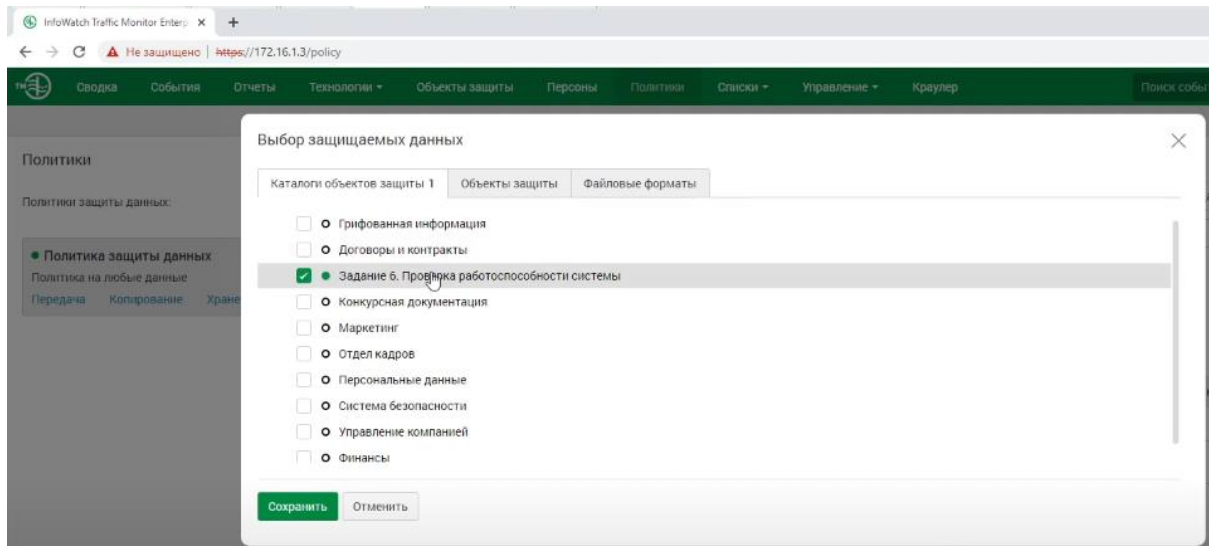 InfoWatch Traffic Monitor Enterp
Не защищено | https://172.16.1.3/policy
TM Сводка События Отчеты Технологии Объекты защиты Персоны Политики Списки Управление Краулер Поиск собы
Выбор защищаемых данных
Политики
Каталоги объектов защиты 1 Объекты защиты Файловые форматы
Политики защиты данных:
Грифованная информация
Договоры и контракты
Политика защиты данных
Задание 6. Проверка работоспособности системы
Политика на любые данные
Передача Копирование Хране
Конкурсная документация
Маркетинг
Отдел кадров
Персональные данные
Система безопасности
Управление компанией
Финансы
Сохранить Отменить